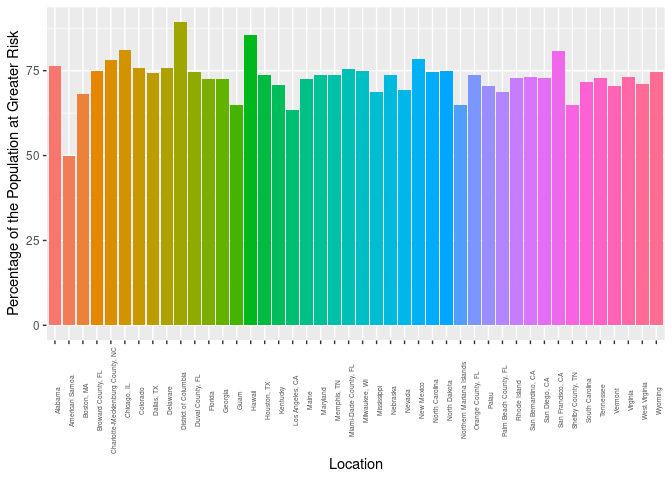 Percentage of the Population at Greater Risk
75
50
25
0
Alabama
American Samoa
Boston, MA
Broward County, FL
Charlotte-Mecklenburg County, NC
Chicago, IL
Colorado
Dallas, TX
Delaware
District of Columbia
Duval County, FL
Florida
Georgia
Guam
Hawaii
Houston, TX
Kentucky
Los Angeles, CA
Maine
Maryland
Memphis, TN
Miami-Dade County, FL
Milwaukee, WI
Mississippi
Nebraska
Nevada
New Mexico
North Carolina
North Dakota
Northern Mariana Islands
Orange County, FL
Palau
Palm Beach County, FL
Rhode Island
San Bernardino, CA
San Diego, CA
San Francisco, CA
Shelby County, TN
South Carolina
Tennessee
Vermont
Virginia
West Virginia
Wyoming
Location